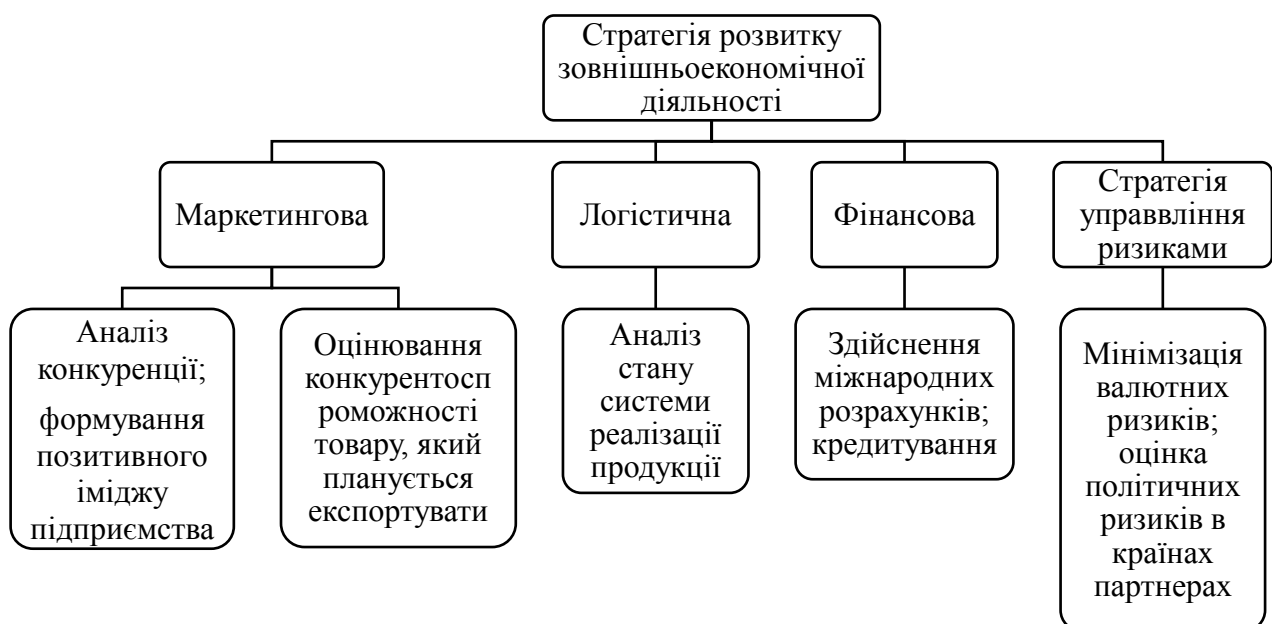 Стратегія розвитку
зовнішньоекономічної
діяльності
Маркетингова
Логістична
Фінансова
Стратегія
управвління
ризиками
Аналіз
конкуренції;
формування
позитивного
іміджу
підприємства
Оцінювання
конкурентосп
роможності
товару, який
планується
експортувати
Аналіз
стану
системи
реалізації
продукції
Здійснення
міжнародних
розрахунків;
кредитування
Мінімізація
валютних
ризиків;
оцінка
політичних
ризиків в
країнах
партнерах